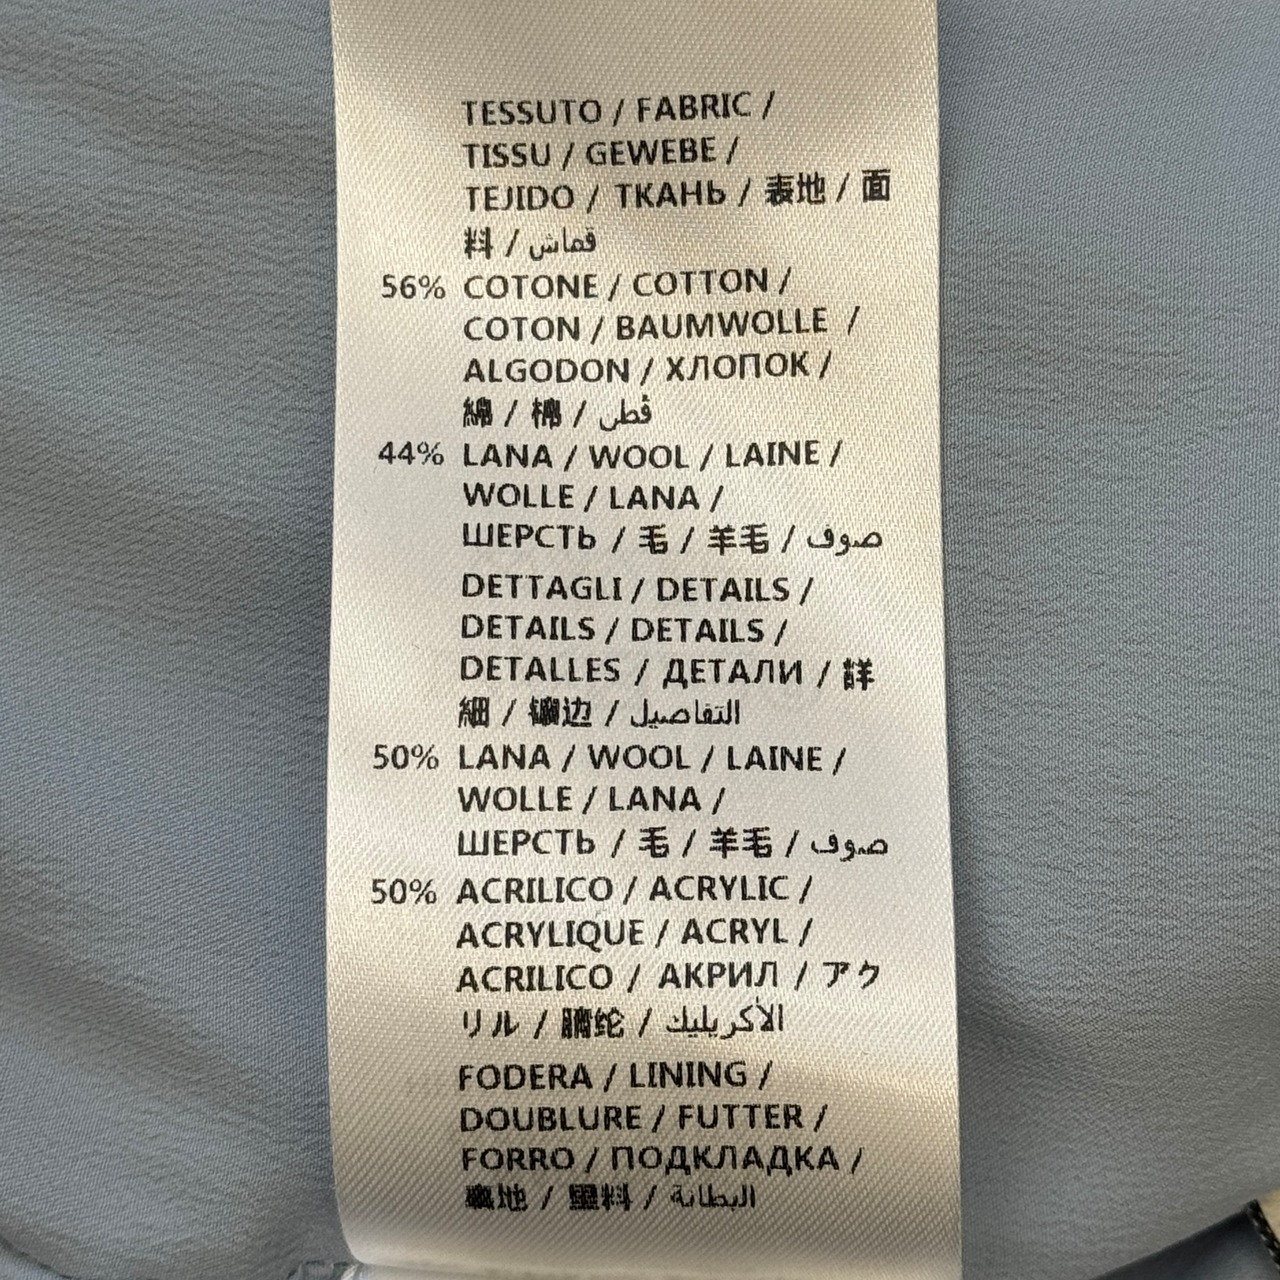 TESSUTO / FABRIC /
TISSU / GEWEBE /
TEJIDO / ТКАНЬ / 表地 / 面
料 / قماش
56% COTONE / COTTON /
COTON / BAUMWOLLE /
ALGODON / ХЛОПОК /
綿 / 棉 / قطن
44% LANA / WOOL / LAINE /
WOLLE / LANA /
ШЕРСТЬ / 毛 / 羊毛 / صوف
DETTAGLI / DETAILS /
DETAILS / DETAILS /
DETALLES / ДЕТАЛИ / 詳
細 / 镶边 / التفاصيل
50% LANA / WOOL / LAINE /
WOLLE / LANA /
ШЕРСТЬ / 毛 / 羊毛 / صوف
50% ACRILICO / ACRYLIC /
ACRYLIQUE / ACRYL /
ACRILICO / АКРИЛ / アク
リル / 腈纶 / الأكريليك
FODERA / LINING /
DOUBLURE / FUTTER /
FORRO / ПОДКЛАДКА /
裏地 / 里料 / البطانة